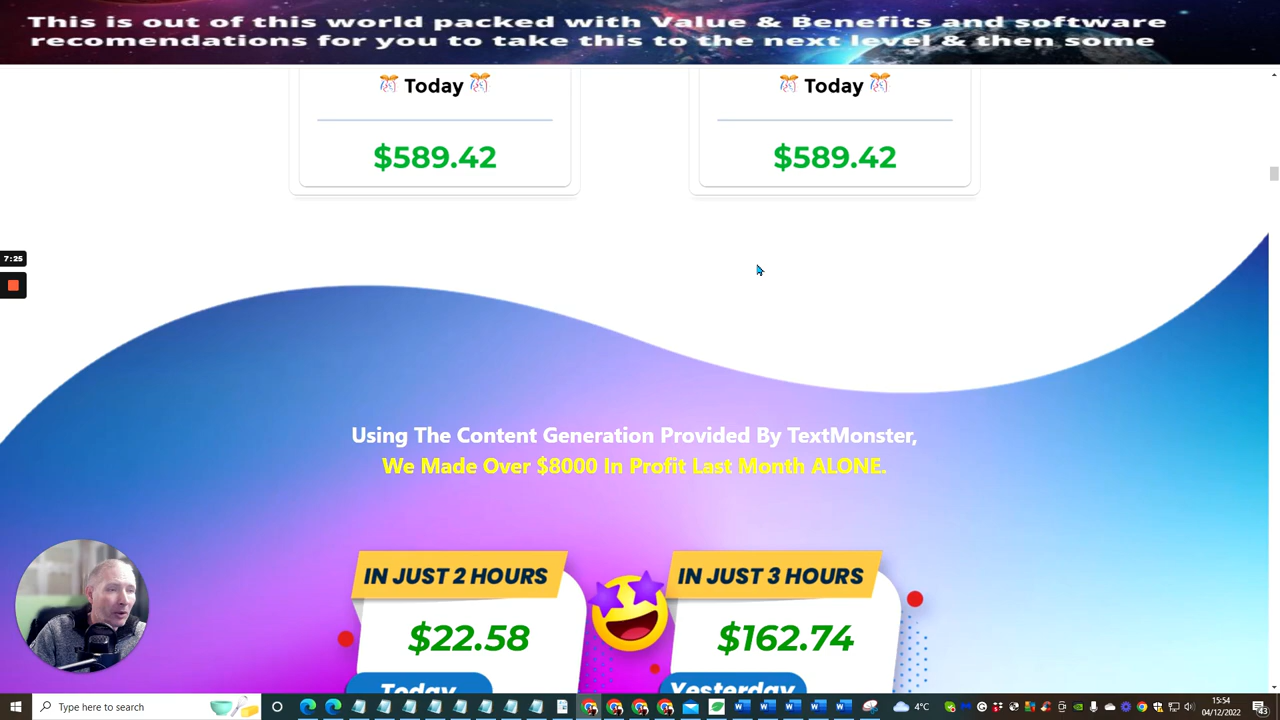 This is out of this world packed with Value & Benefits and software
recomendations for you to take this to the next level & then some
Today
Today
$589.42
$589.42
7:25
Using The Content Generation Provided By TextMonster,
We Made Over $8000 In Profit Last Month ALONE.
IN JUST 2 HOURS
IN JUST 3 HOURS
$22.58
$162.74
Today
Yesterday
Type here to search
4°C
15:54
04/12/2022